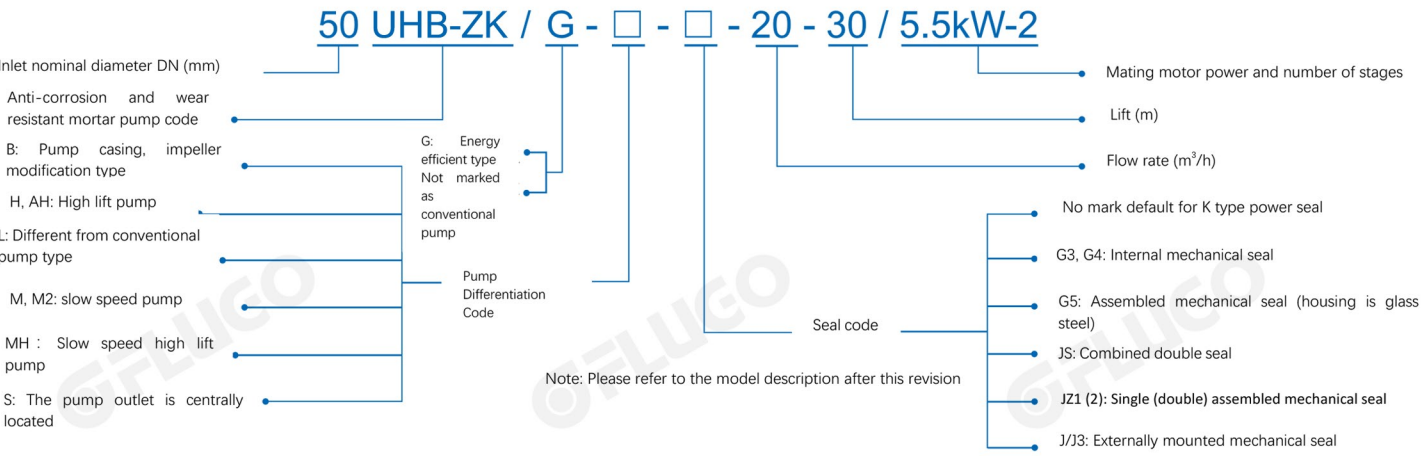 50 UHB-ZK / G - □ - □ - 20 - 30 / 5.5kW-2
Inlet nominal diameter DN (mm)
Anti-corrosion and wear
resistant mortar pump code
B: Pump casing, impeller
modification type
H, AH: High lift pump
L: Different from conventional
pump type
M, M2: slow speed pump
MH： Slow speed high lift
pump
S: The pump outlet is centrally
located
G: Energy
efficient type
Not marked
as
conventional
pump
Pump
Differentiation
Code
Mating motor power and number of stages
Lift (m)
Flow rate (m³/h)
Seal code
No mark default for K type power seal
G3, G4: Internal mechanical seal
G5: Assembled mechanical seal (housing is glass
steel)
JS: Combined double seal
JZ1 (2): Single (double) assembled mechanical seal
J/J3: Externally mounted mechanical seal
Note: Please refer to the model description after this revision
GFLUGO
GFLUGO
GFLUGO